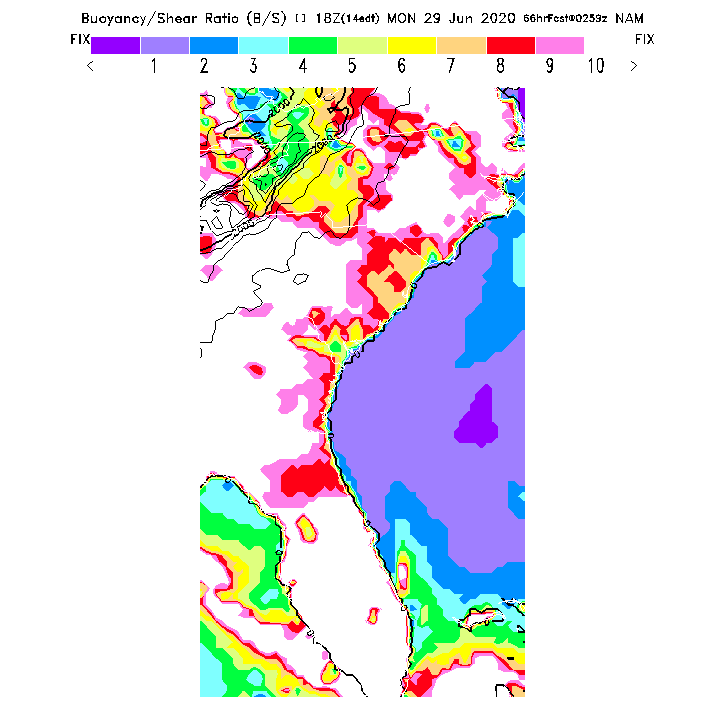 Buoyancy/Shear Ratio (B/S) [] 18Z(14edt) MON 29 Jun 2020 66hrFcst@0259z NAM
FIX FIX
< 1 2 3 4 5 6 7 8 9 10 >